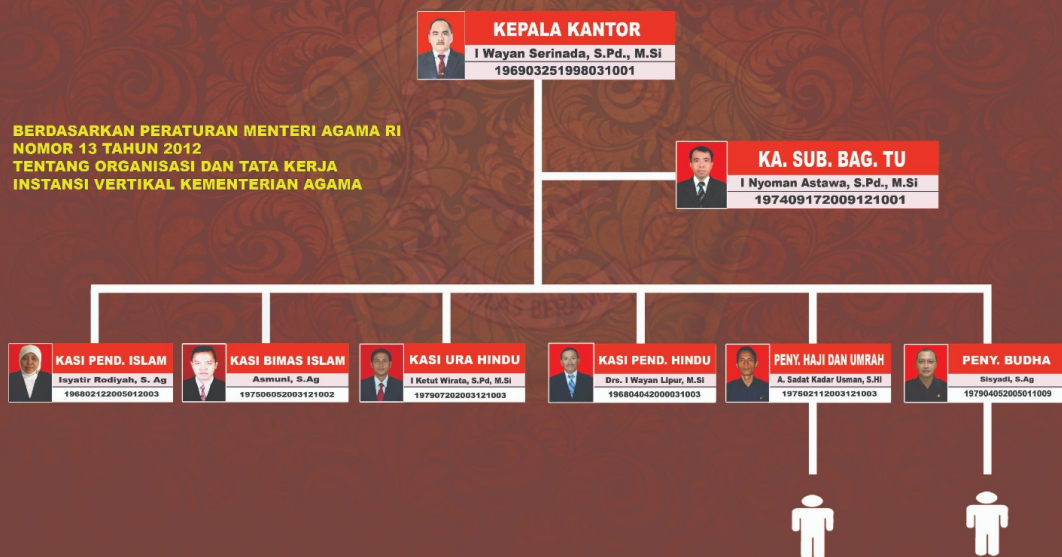 KEPALA KANTOR
I Wayan Serinada, S.Pd., M.Si
196903251998031001
BERDASARKAN PERATURAN MENTERI AGAMA RI
NOMOR 13 TAHUN 2012
TENTANG ORGANISASI DAN TATA KERJA
INSTANSI VERTIKAL KEMENTERIAN AGAMA
KA. SUB. BAG. TU
I Nyoman Astawa, S.Pd., M.Si
197409172009121001
KASI PEND. ISLAM
Isyatir Rodiyah, S. Ag
196802122005012003
KASI BIMAS ISLAM
Asmuni, S.Ag
197506052003121002
KASI URA HINDU
I Ketut Wirata, S.Pd, M.Si
197907202003121003
KASI PEND. HINDU
Drs. I Wayan Lipur, M.Si
196804042000031003
PENY. HAJI DAN UMRAH
A. Sadat Kadar Usman, S.HI
197502112003121003
PENY. BUDHA
Sisyadi, S.Ag
197904052005011009